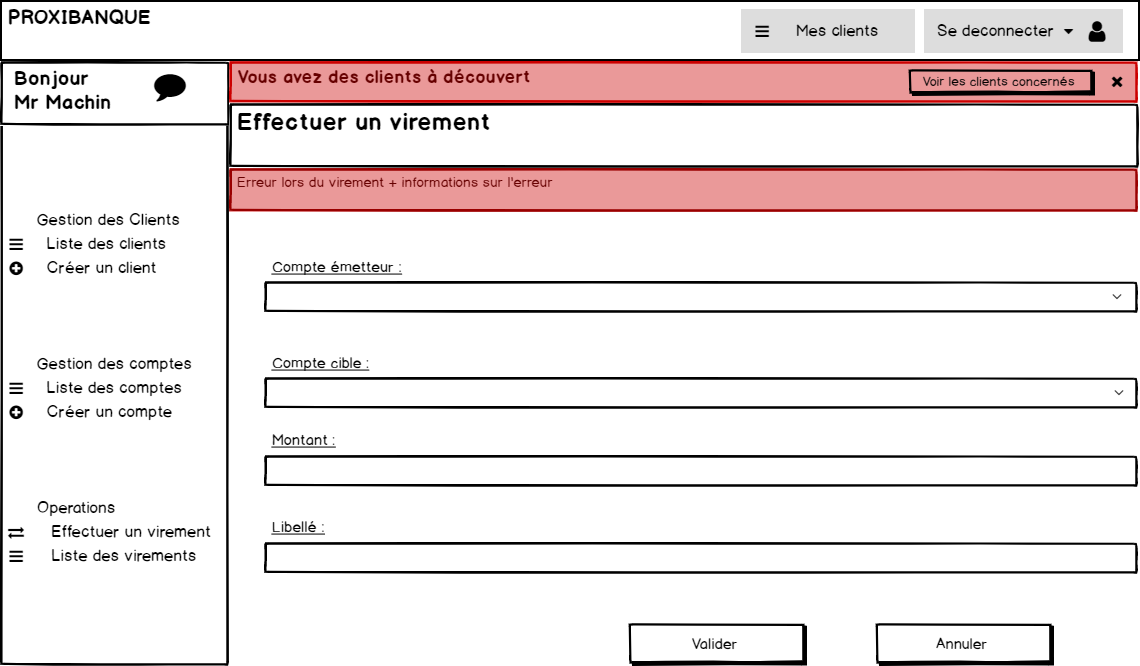 PROXIBANQUE
Mes clients
Se deconnecter
Bonjour
Mr Machin
Vous avez des clients à découvert
Voir les clients concernés
Effectuer un virement
Erreur lors du virement + informations sur l'erreur
Gestion des Clients
Liste des clients
Créer un client
Gestion des comptes
Liste des comptes
Créer un compte
Operations
Effectuer un virement
Liste des virements
Compte émetteur :
Compte cible :
Montant :
Libellé :
Valider
Annuler